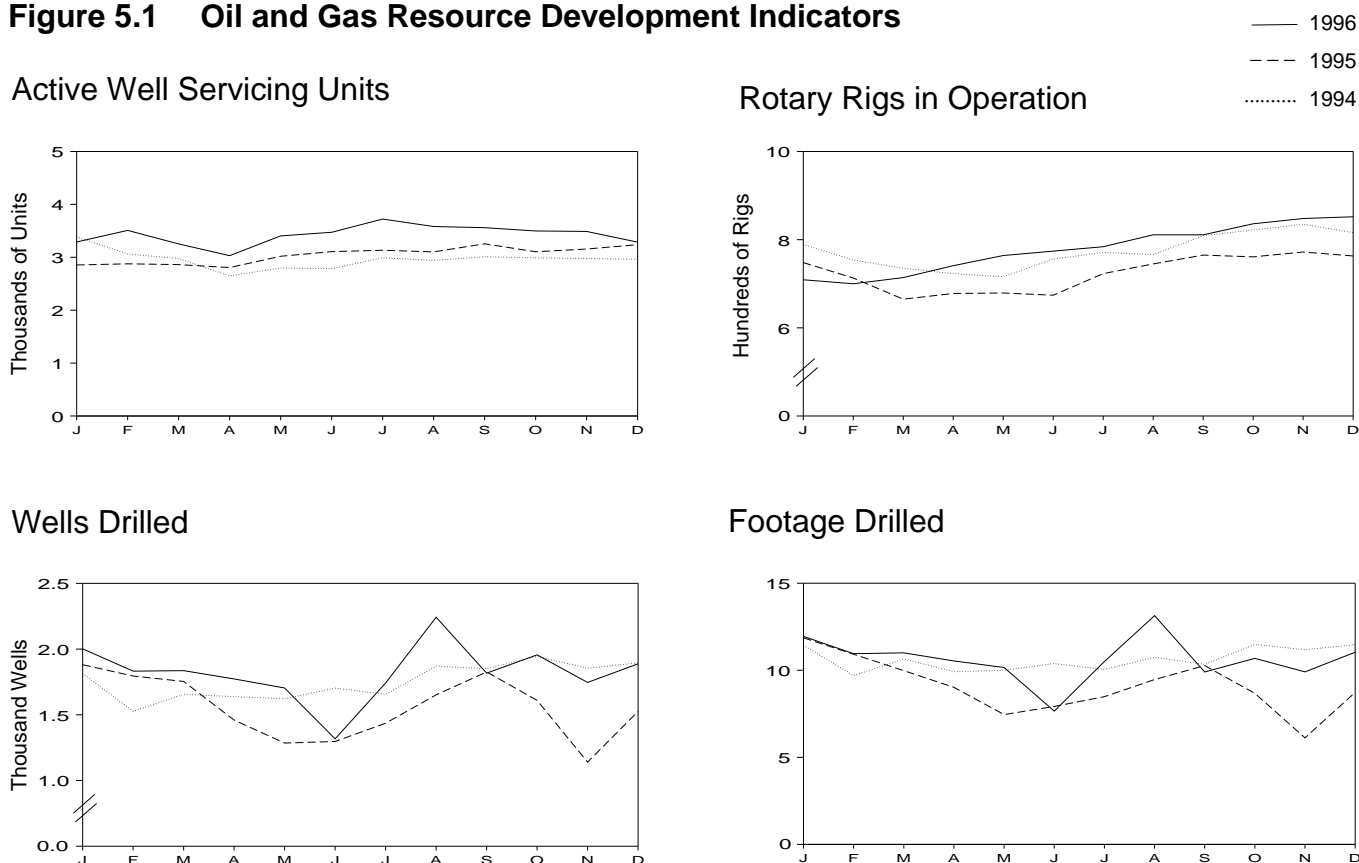 Figure 5.1 Oil and Gas Resource Development Indicators
1996
1995
1994
Active Well Servicing Units
Thousands of Units
5
4
3
2
1
0
J F M A M J J A S O N D
Rotary Rigs in Operation
Hundreds of Rigs
10
8
6
0
J F M A M J J A S O N D
Wells Drilled
Thousand Wells
2.5
2.0
1.5
1.0
0.0
J F M A M J J A S O N D
Footage Drilled
15
10
5
0
J F M A M J J A S O N D